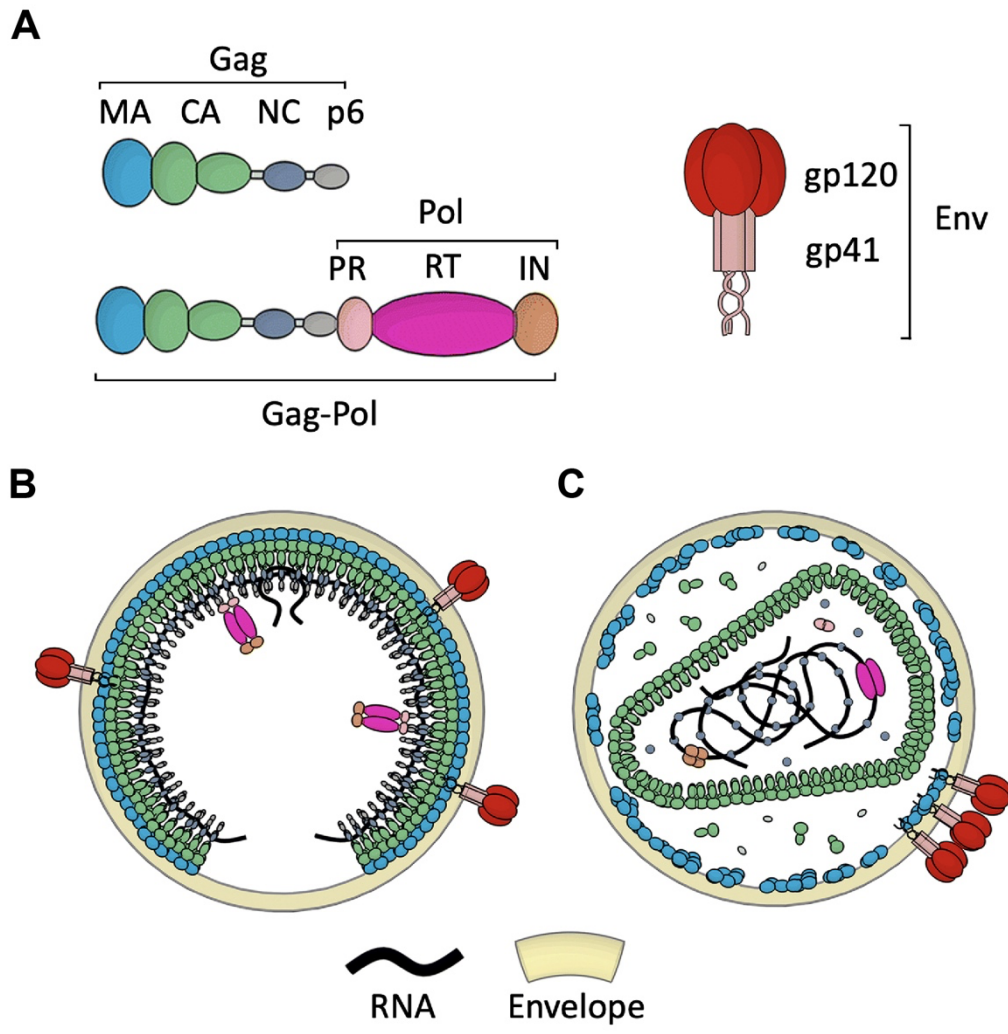 A
Gag
MA CA NC p6
Pol
PR RT IN
Gag-Pol
gp120
gp41
Env
B
C
RNA
Envelope